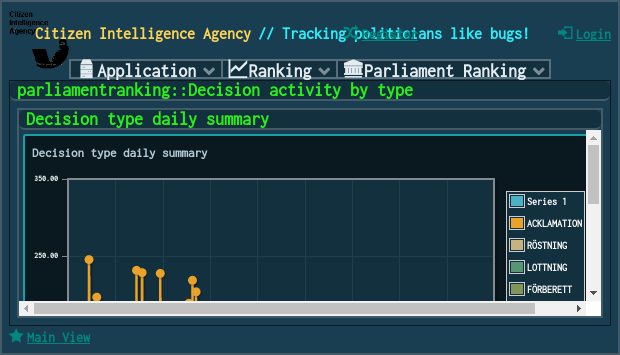 Citizen
Intelligence
Agency
Citizen Intelligence Agency // Tracking politicians like bugs!
Login
Application
Ranking
Parliament Ranking
parliamentranking::Decision activity by type
Decision type daily summary
Decision type daily summary
350.00
250.00
Series 1
ACKLAMATION
RÖSTNING
LOTTNING
FÖRBERETT
Main View